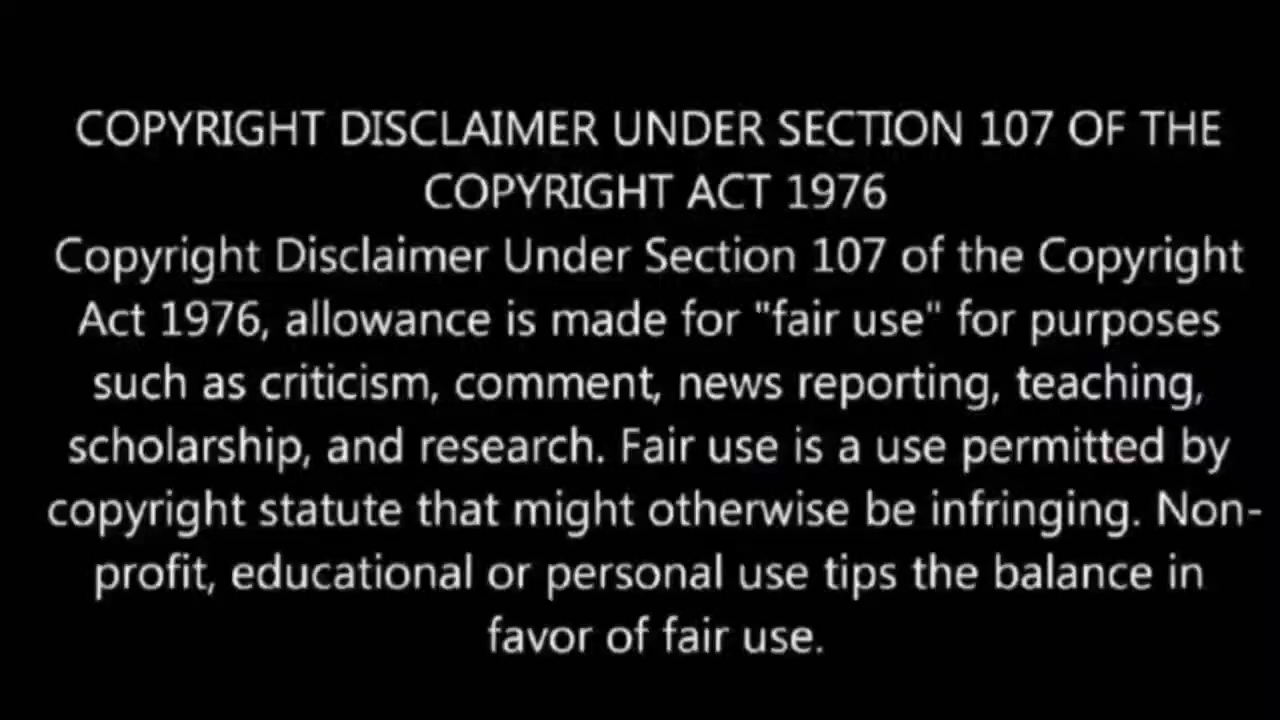 COPYRIGHT DISCLAIMER UNDER SECTION 107 OF THE
COPYRIGHT ACT 1976
Copyright Disclaimer Under Section 107 of the Copyright
Act 1976, allowance is made for "fair use" for purposes
such as criticism, comment, news reporting, teaching,
scholarship, and research. Fair use is a use permitted by
copyright statute that might otherwise be infringing. Non-
profit, educational or personal use tips the balance in
favor of fair use.